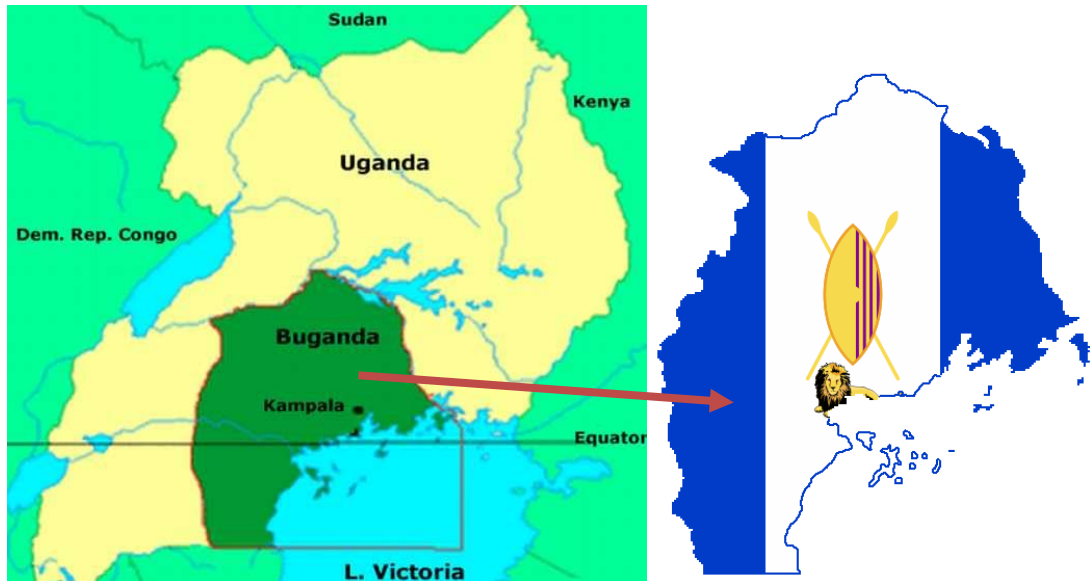 Sudan
Kenya
Uganda
Dem. Rep. Congo
Buganda
Kampala
Equator
L. Victoria